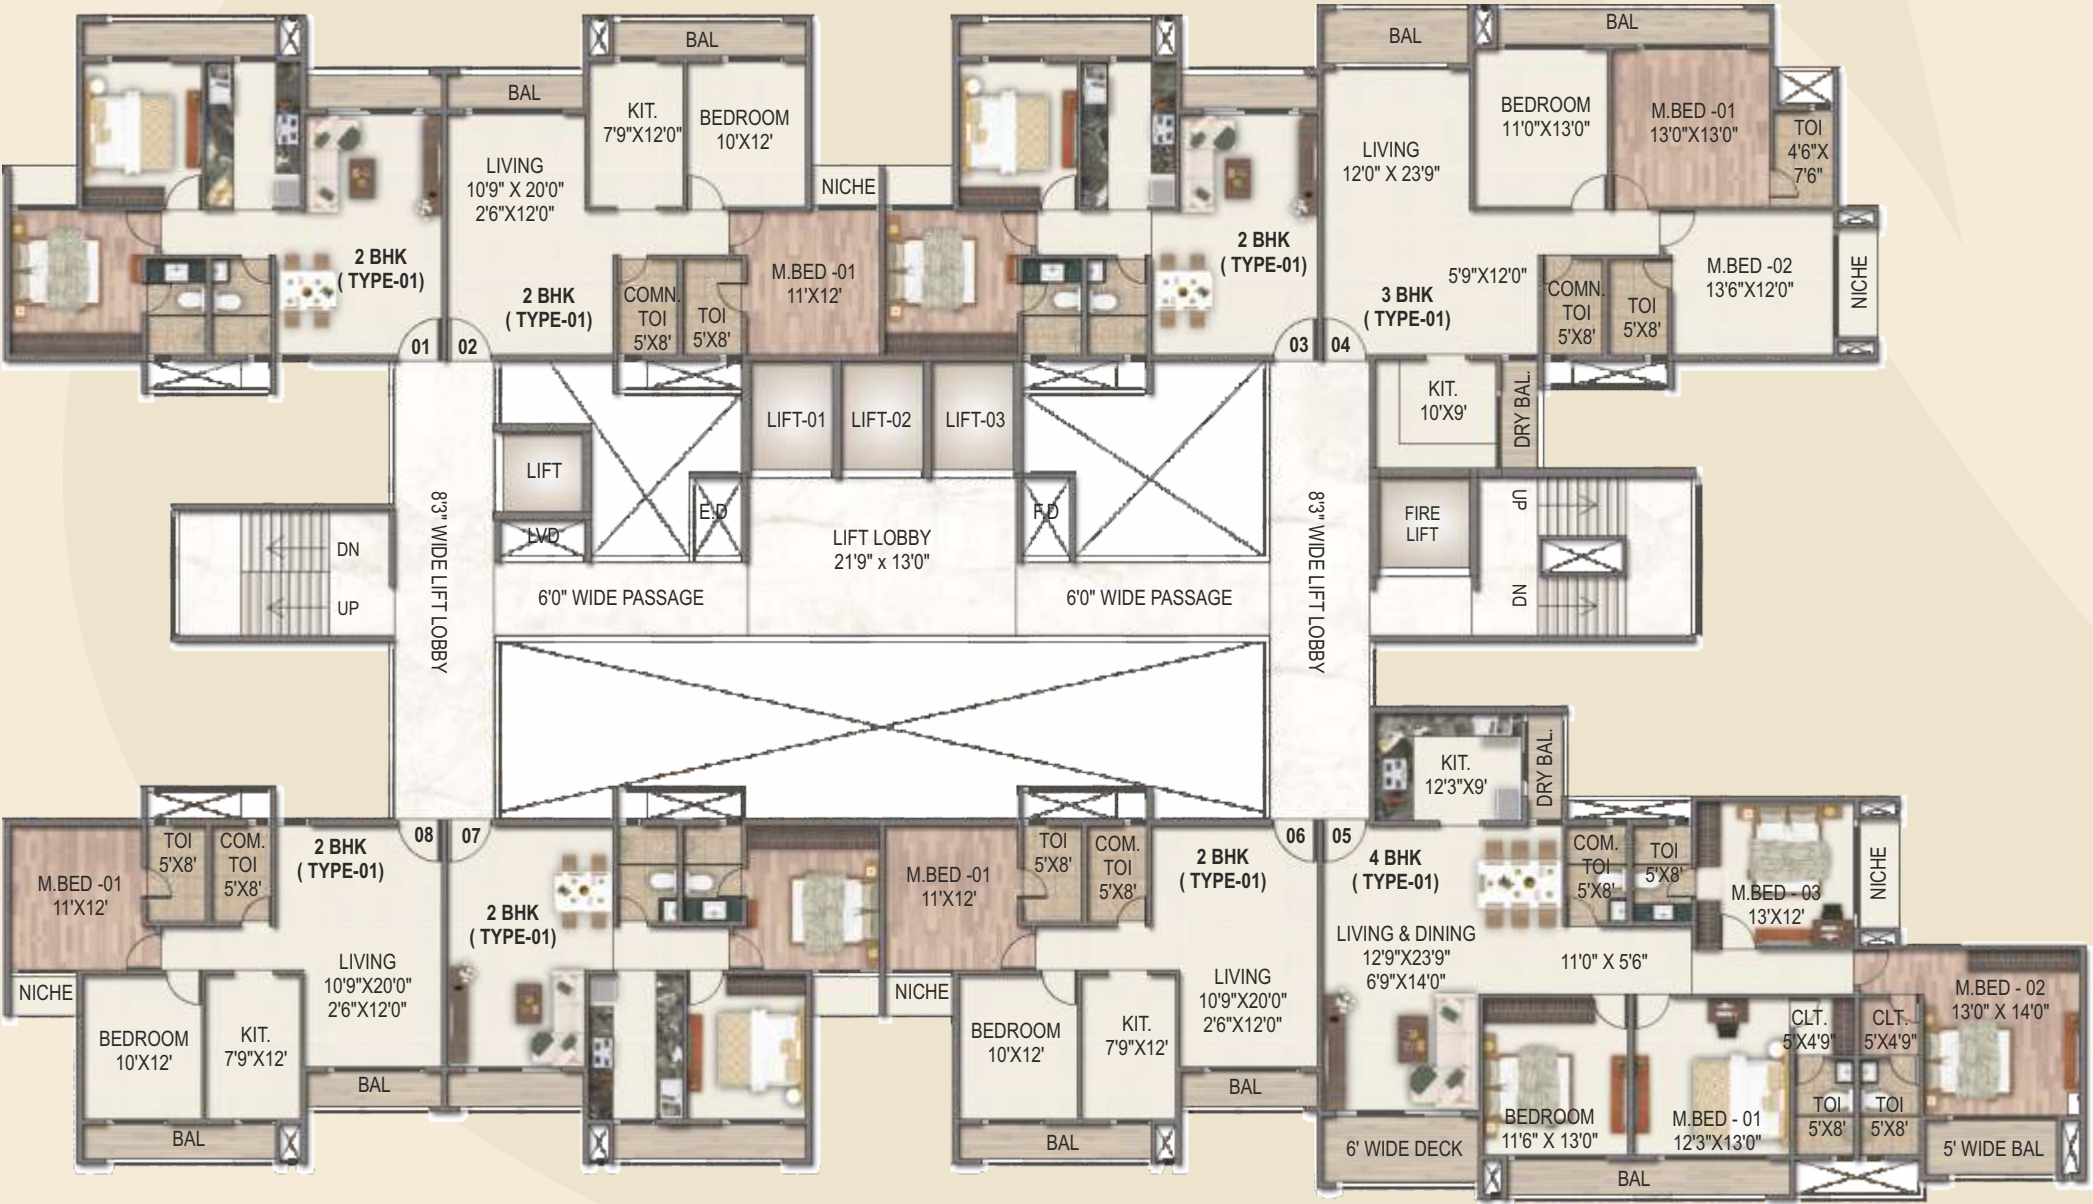 BAL
BAL
KIT.
7'9"X12'0"
BEDROOM
10'X12'
LIVING
10'9" X 20'0"
2'6"X12'0"
NICHE
2 BHK
( TYPE-01)
2 BHK
( TYPE-01)
COMN.
TOI
5'X8'
TOI
5'X8'
M.BED -01
11'X12'
01
02
BAL
BAL
LIVING
12'0" X 23'9"
BEDROOM
11'0"X13'0"
M.BED -01
13'0"X13'0"
TOI
4'6"X
7'6"
2 BHK
( TYPE-01)
3 BHK
( TYPE-01)
5'9"X12'0"
COMN.
TOI
5'X8'
TOI
5'X8'
M.BED -02
13'6"X12'0"
NICHE
03
04
KIT.
10'X9'
DRY BAL.
LIFT-01
LIFT-02
LIFT-03
LIFT
LVD
E.D
F.D
LIFT LOBBY
21'9" x 13'0"
8'3" WIDE LIFT LOBBY
8'3" WIDE LIFT LOBBY
6'0" WIDE PASSAGE
6'0" WIDE PASSAGE
DN
UP
FIRE
LIFT
UP
DN
KIT.
12'3"X9'
DRY BAL.
08
07
06
05
M.BED -01
11'X12'
TOI
5'X8'
COM.
TOI
5'X8'
2 BHK
( TYPE-01)
LIVING
10'9"X20'0"
2'6"X12'0"
NICHE
BEDROOM
10'X12'
KIT.
7'9"X12'
BAL
BAL
2 BHK
( TYPE-01)
M.BED -01
11'X12'
TOI
5'X8'
COM.
TOI
5'X8'
2 BHK
( TYPE-01)
LIVING
10'9"X20'0"
2'6"X12'0"
NICHE
BEDROOM
10'X12'
KIT.
7'9"X12'
BAL
BAL
4 BHK
( TYPE-01)
LIVING & DINING
12'9"X23'9"
6'9"X14'0"
COM.
TOI
5'X8'
TOI
5'X8'
M.BED - 03
13'X12'
NICHE
11'0" X 5'6"
M.BED - 02
13'0" X 14'0"
CLT.
5'X4'9"
CLT.
5'X4'9"
BEDROOM
11'6" X 13'0"
M.BED - 01
12'3"X13'0"
TOI
5'X8'
TOI
5'X8'
6' WIDE DECK
BAL
5' WIDE BAL